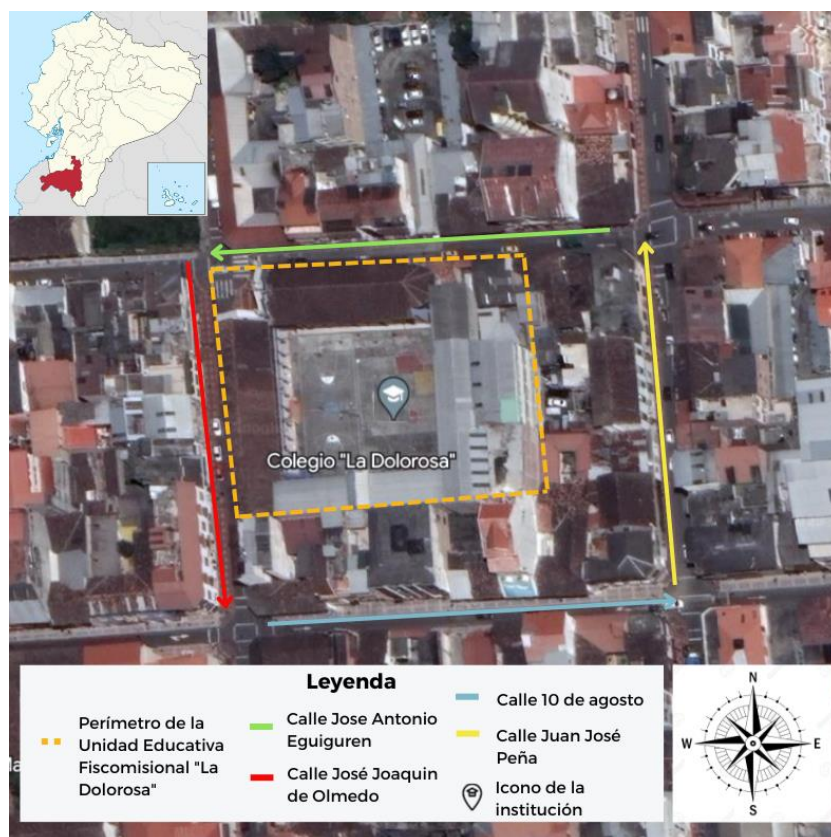 Colegio "La Dolorosa"
Leyenda
Perímetro de la
Unidad Educativa
Fiscomisional "La
Dolorosa"
Calle Jose Antonio
Eguiguren
Calle José Joaquin
de Olmedo
Calle 10 de agosto
Calle Juan José
Peña
Icono de la
institución
N
W
E
S